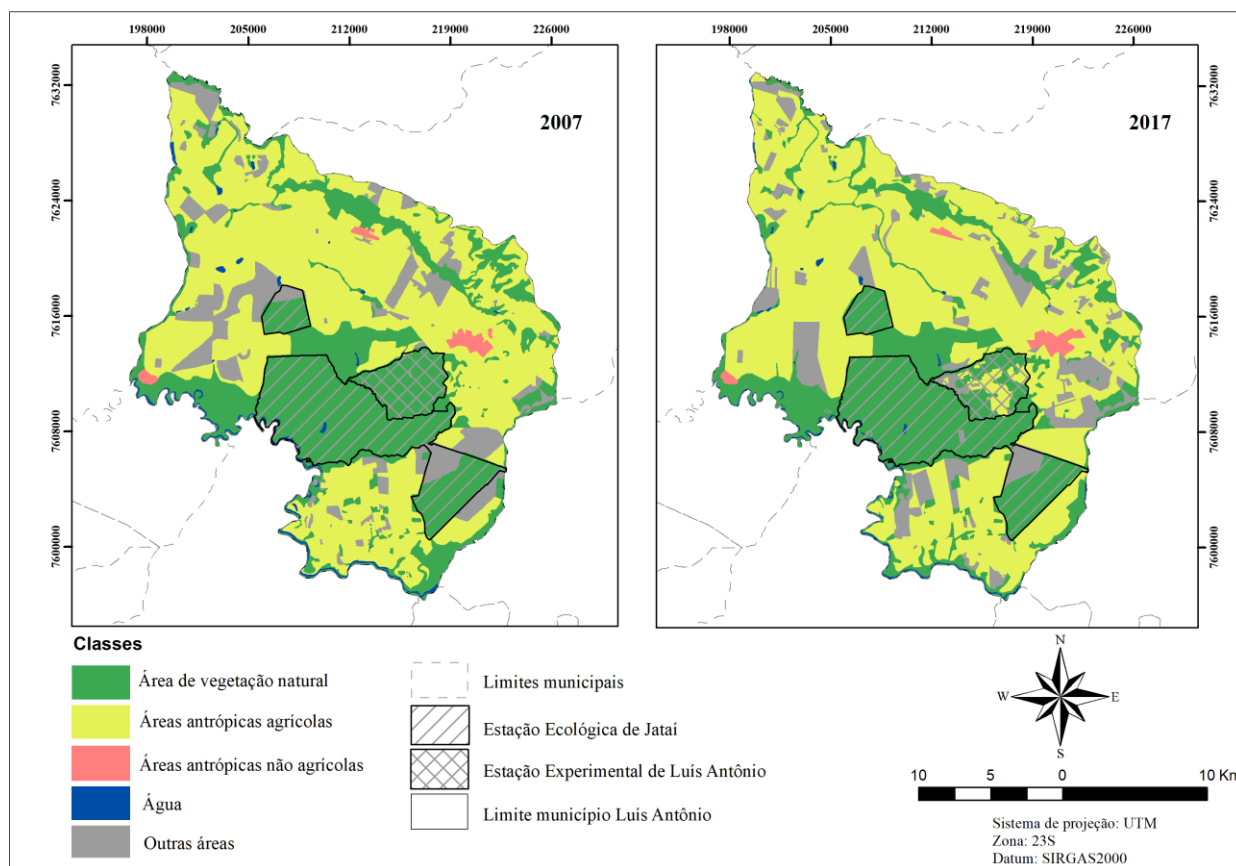 198000 205000 212000 219000 226000
198000 205000 212000 219000 226000
7632000
7624000
7616000
7608000
7600000
2007
2017
7632000
7624000
7616000
7608000
7600000
Classes
Área de vegetação natural
Áreas antrópicas agrícolas
Áreas antrópicas não agrícolas
Água
Outras áreas
Limites municipais
Estação Ecológica de Jataí
Estação Experimental de Luís Antônio
Limite município Luís Antônio
N
W E
S
10 5 0 10 Km
Sistema de projeção: UTM
Zona: 23S
Datum: SIRGAS2000